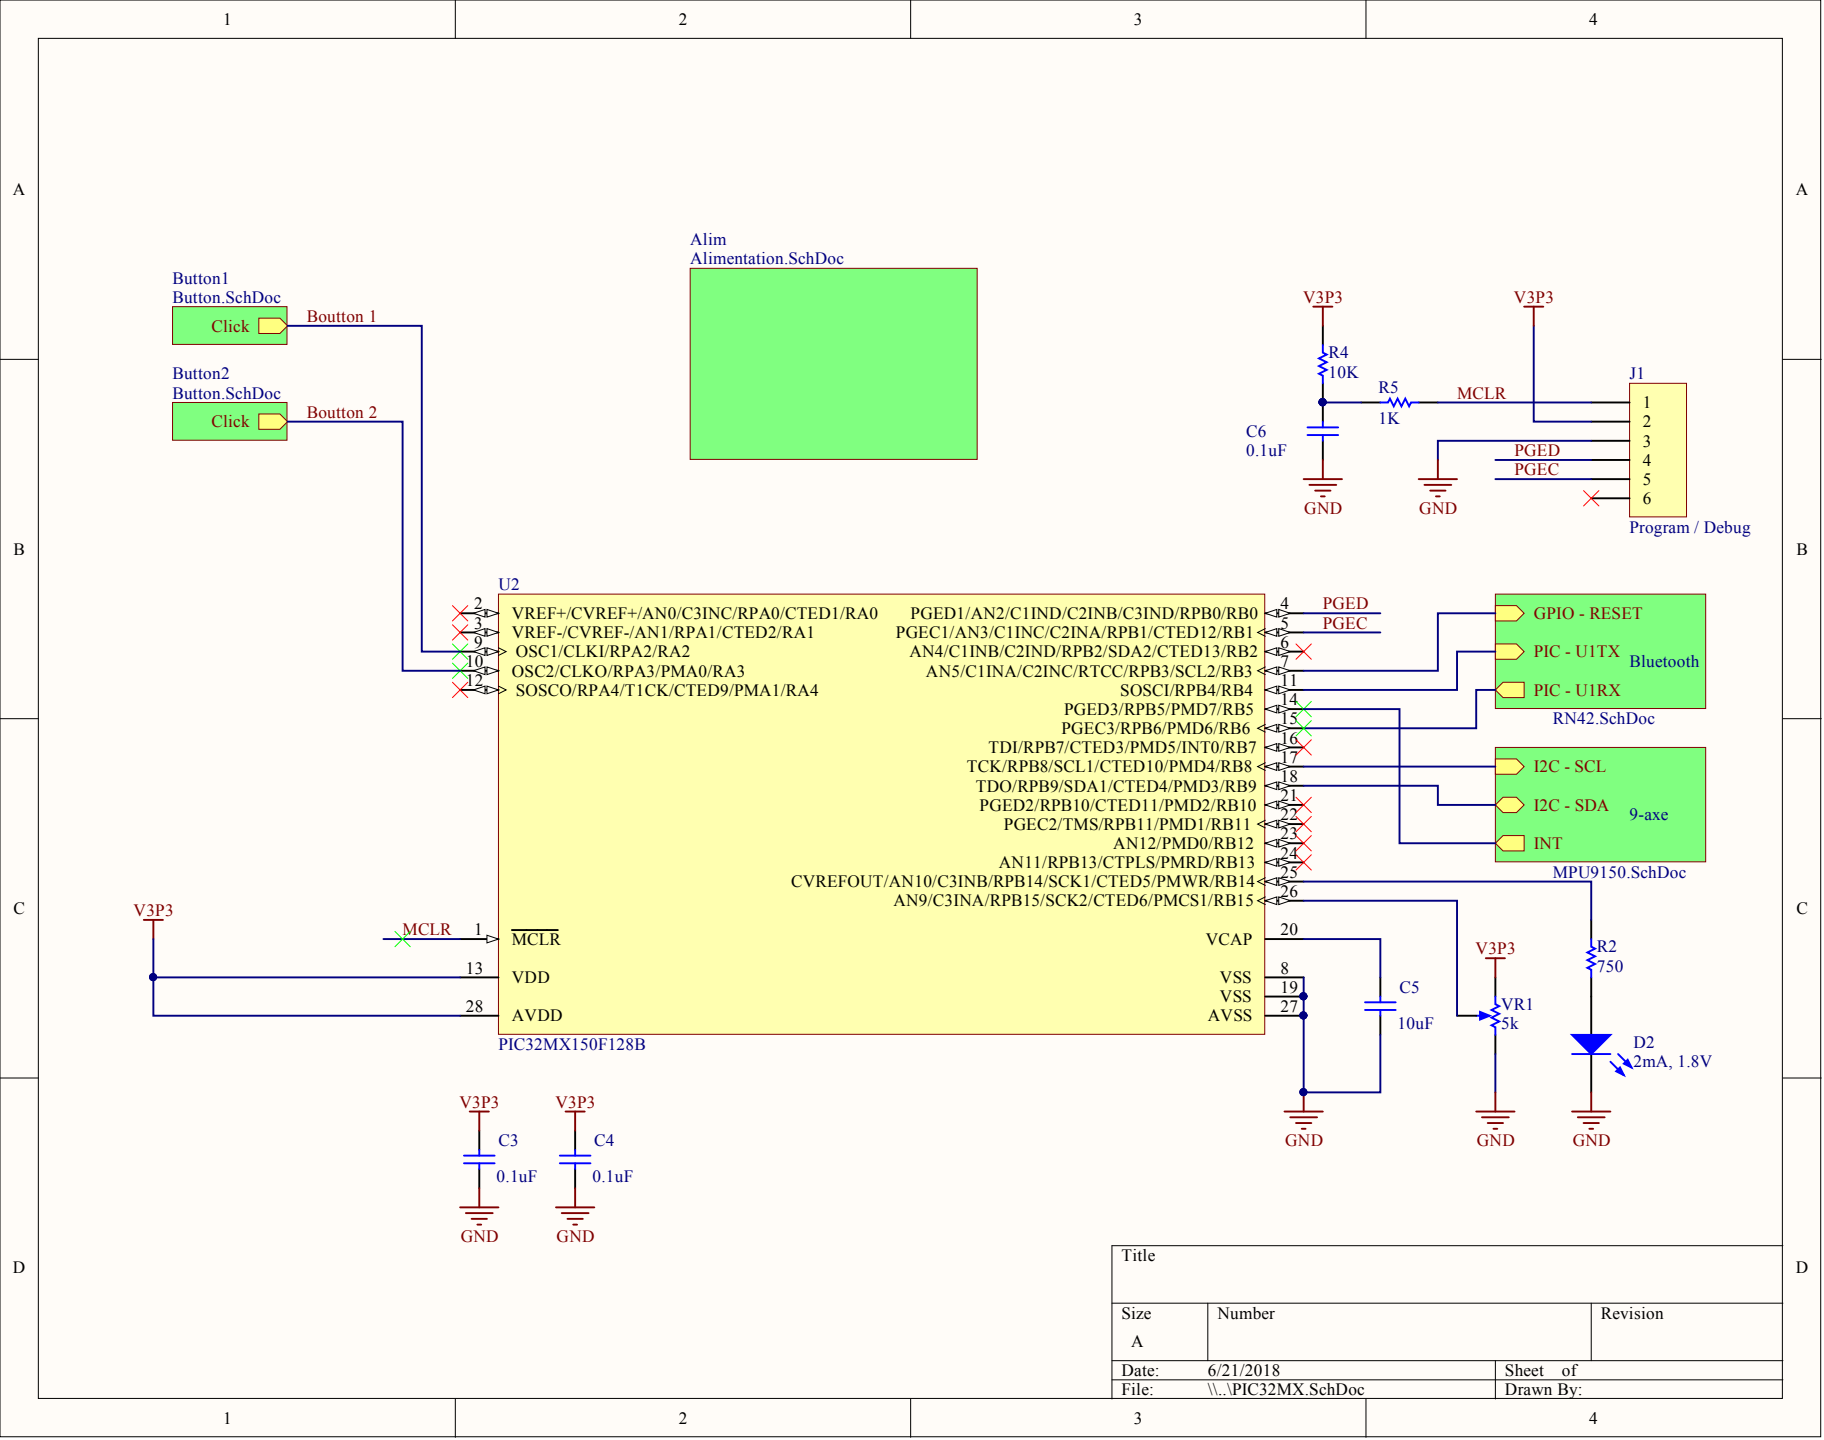 1 2 3 4
A A
B B
C C
D D
1 2 3 4
Alim
Alimentation.SchDoc
Button1
Button.SchDoc
Click
Boutton 1
Button2
Button.SchDoc
Click
Boutton 2
V3P3
R4
10K
C6
0.1uF
GND
R5
1K
MCLR
V3P3
GND
PGED
PGEC
J1
1
2
3
4
5
6
Program / Debug
U2
2 VREF+/CVREF+/AN0/C3INC/RPA0/CTED1/RA0
3 VREF-/CVREF-/AN1/RPA1/CTED2/RA1
9 OSC1/CLKI/RPA2/RA2
10 OSC2/CLKO/RPA3/PMA0/RA3
12 SOSCO/RPA4/T1CK/CTED9/PMA1/RA4
MCLR 1 MCLR
13 VDD
28 AVDD
V3P3
PGED1/AN2/C1IND/C2INB/C3IND/RPB0/RB0 4 PGED
PGEC1/AN3/C1INC/C2INA/RPB1/CTED12/RB1 5 PGEC
AN4/C1INB/C2IND/RPB2/SDA2/CTED13/RB2 6
AN5/C1INA/C2INC/RTCC/RPB3/SCL2/RB3 7
SOSCI/RPB4/RB4 11
PGED3/RPB5/PMD7/RB5 14
PGEC3/RPB6/PMD6/RB6 15
TDI/RPB7/CTED3/PMD5/INT0/RB7 16
TCK/RPB8/SCL1/CTED10/PMD4/RB8 17
TDO/RPB9/SDA1/CTED4/PMD3/RB9 18
PGED2/RPB10/CTED11/PMD2/RB10 21
PGEC2/TMS/RPB11/PMD1/RB11 22
AN12/PMD0/RB12 23
AN11/RPB13/CTPLS/PMRD/RB13 24
CVREFOUT/AN10/C3INB/RPB14/SCK1/CTED5/PMWR/RB14 25
AN9/C3INA/RPB15/SCK2/CTED6/PMCS1/RB15 26
VCAP 20
VSS 8
VSS 19
AVSS 27
PIC32MX150F128B
GPIO - RESET
PIC - U1TX
Bluetooth
PIC - U1RX
RN42.SchDoc
I2C - SCL
I2C - SDA
9-axe
INT
MPU9150.SchDoc
C5
10uF
GND
V3P3
VR1
5k
GND
R2
750
D2
2mA, 1.8V
GND
V3P3
C3
0.1uF
GND
V3P3
C4
0.1uF
GND
Title
Size Number Revision
A
Date: 6/21/2018 Sheet of
File: \\..\PIC32MX.SchDoc Drawn By: